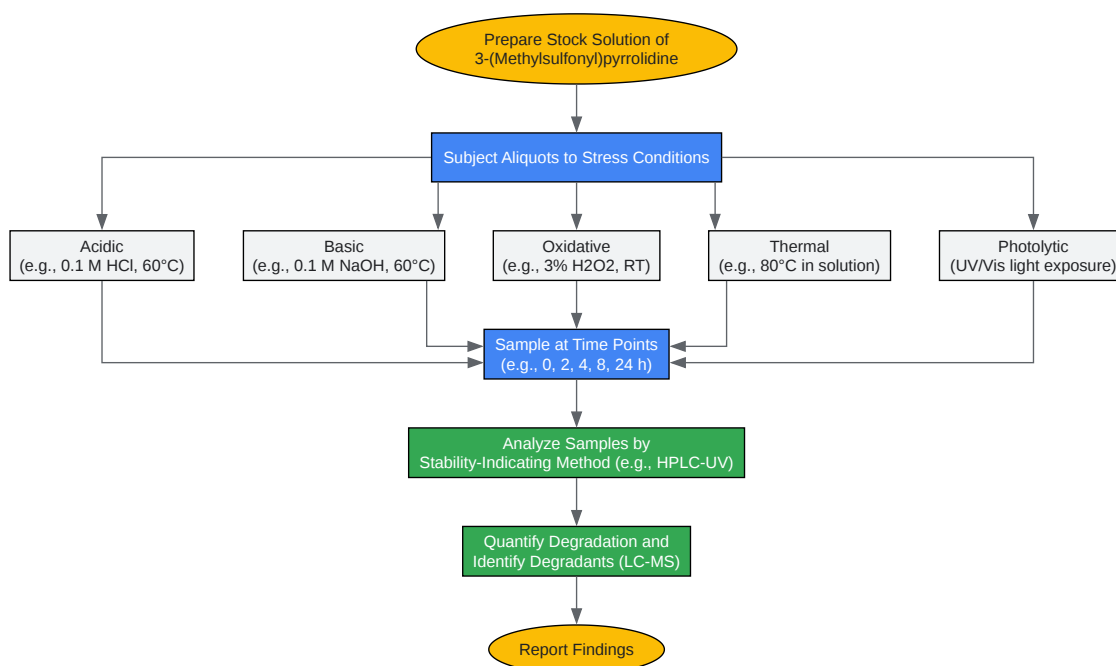 Prepare Stock Solution of
3-(Methylsulfonyl)pyrrolidine
Subject Aliquots to Stress Conditions
Acidic
(e.g., 0.1 M HCl, 60°C)
Basic
(e.g., 0.1 M NaOH, 60°C)
Oxidative
(e.g., 3% H2O2, RT)
Thermal
(e.g., 80°C in solution)
Photolytic
(UV/Vis light exposure)
Sample at Time Points
(e.g., 0, 2, 4, 8, 24 h)
Analyze Samples by
Stability-Indicating Method (e.g., HPLC-UV)
Quantify Degradation and
Identify Degradants (LC-MS)
Report Findings